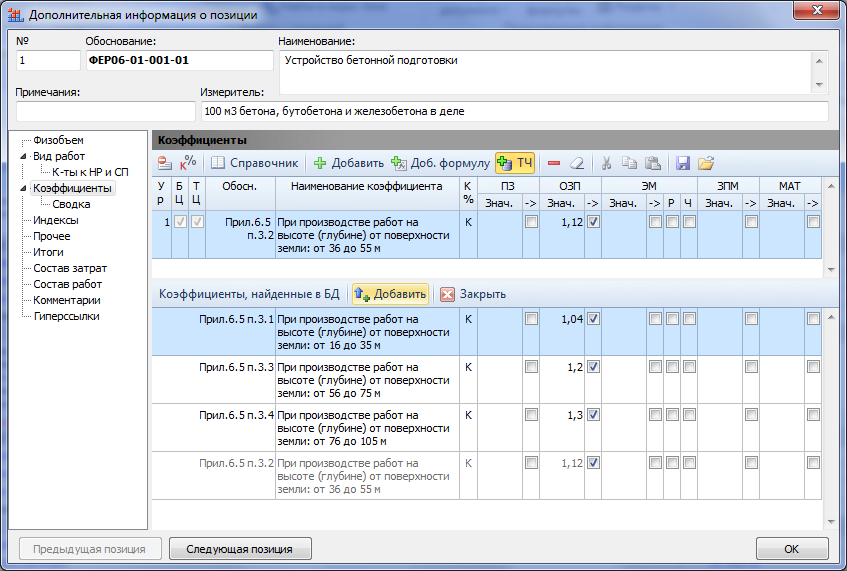 Дополнительная информация о позиции
№ Обоснование: Наименование:
1 ФЕР06-01-001-01 Устройство бетонной подготовки
Примечания: Измеритель:
100 м3 бетона, бутобетона и железобетона в деле
Физобъем
Вид работ
К-ты к НР и СП
Коэффициенты
Сводка
Индексы
Прочее
Итоги
Состав затрат
Состав работ
Комментарии
Гиперссылки
Коэффициенты
К% Справочник Добавить Доб. формулу ТЧ
У Б Т Обосн. Наименование коэффициента К ПЗ ОЗП ЭМ ЗПМ МАТ
р Ц Ц % Знач. -> Знач. -> Знач. -> Р Ч Знач. -> Знач. ->
1 Прил.6.5 При производстве работ на К 1,12
п.3.2 высоте (глубине) от поверхности
земли: от 36 до 55 м
Коэффициенты, найденные в БД Добавить Закрыть
Прил.6.5 п.3.1 При производстве работ на К 1,04
высоте (глубине) от поверхности
земли: от 16 до 35 м
Прил.6.5 п.3.3 При производстве работ на К 1,2
высоте (глубине) от поверхности
земли: от 56 до 75 м
Прил.6.5 п.3.4 При производстве работ на К 1,3
высоте (глубине) от поверхности
земли: от 76 до 105 м
Прил.6.5 п.3.2 При производстве работ на К 1,12
высоте (глубине) от поверхности
земли: от 36 до 55 м
Предыдущая позиция Следующая позиция OK